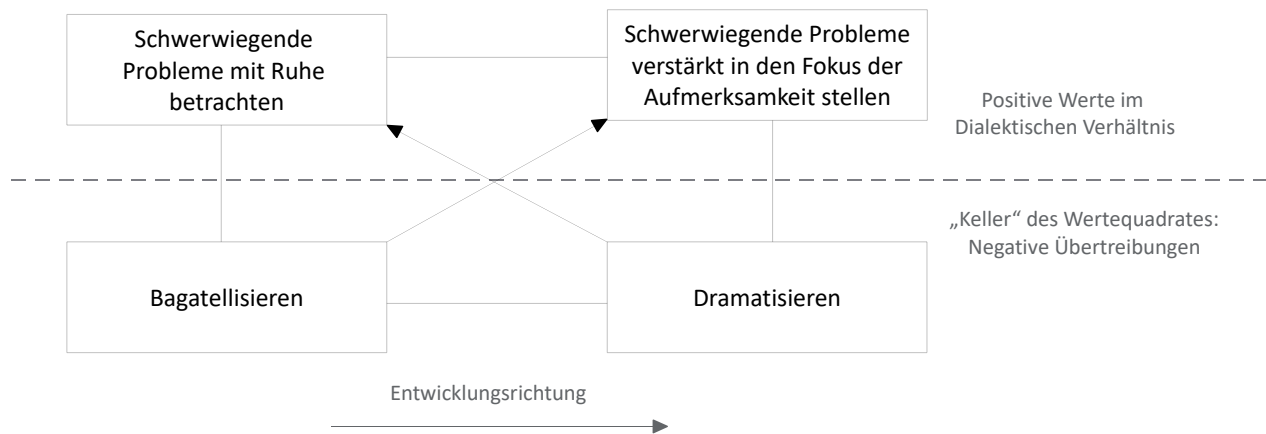 Schwerwiegende
Probleme mit Ruhe
betrachten
Schwerwiegende Probleme
verstärkt in den Fokus der
Aufmerksamkeit stellen
Positive Werte im
Dialektischen Verhältnis
„Keller“ des Wertequadrates:
Negative Übertreibungen
Bagatellisieren
Dramatisieren
Entwicklungsrichtung